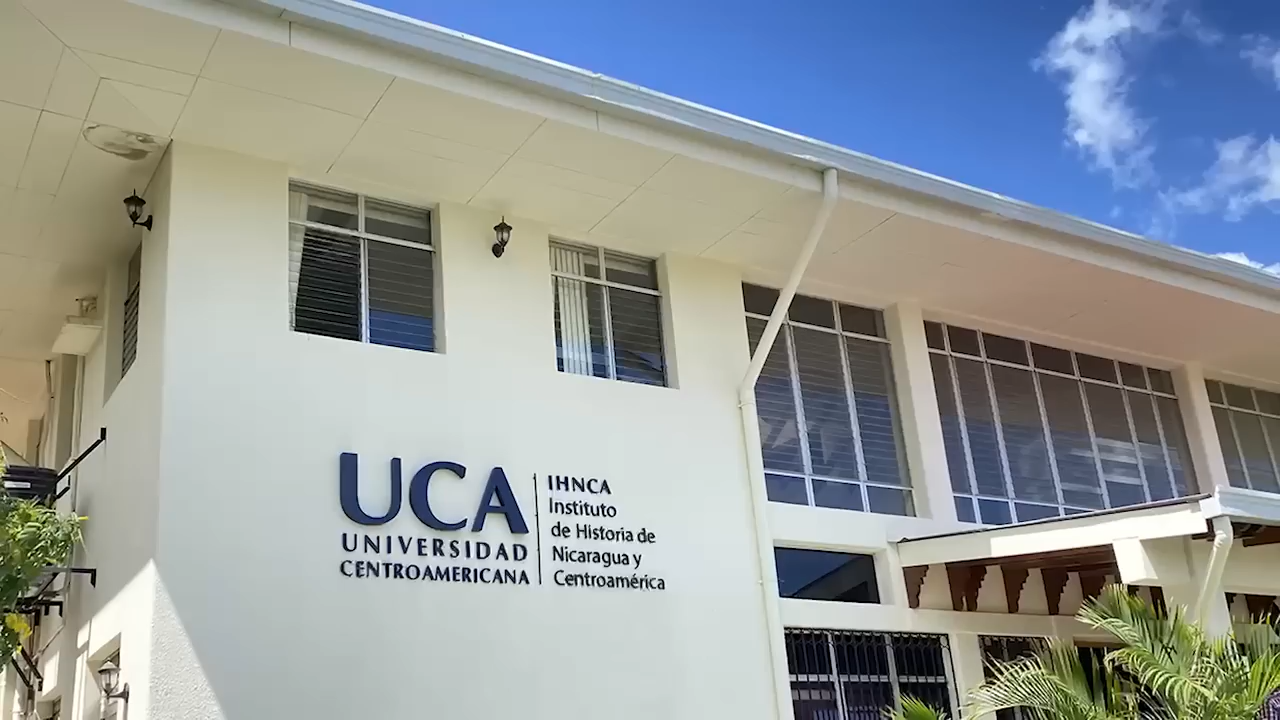 UCA
UNIVERSIDAD
CENTROAMERICANA
IHNCA
Instituto
de Historia de
Nicaragua y
Centroamérica